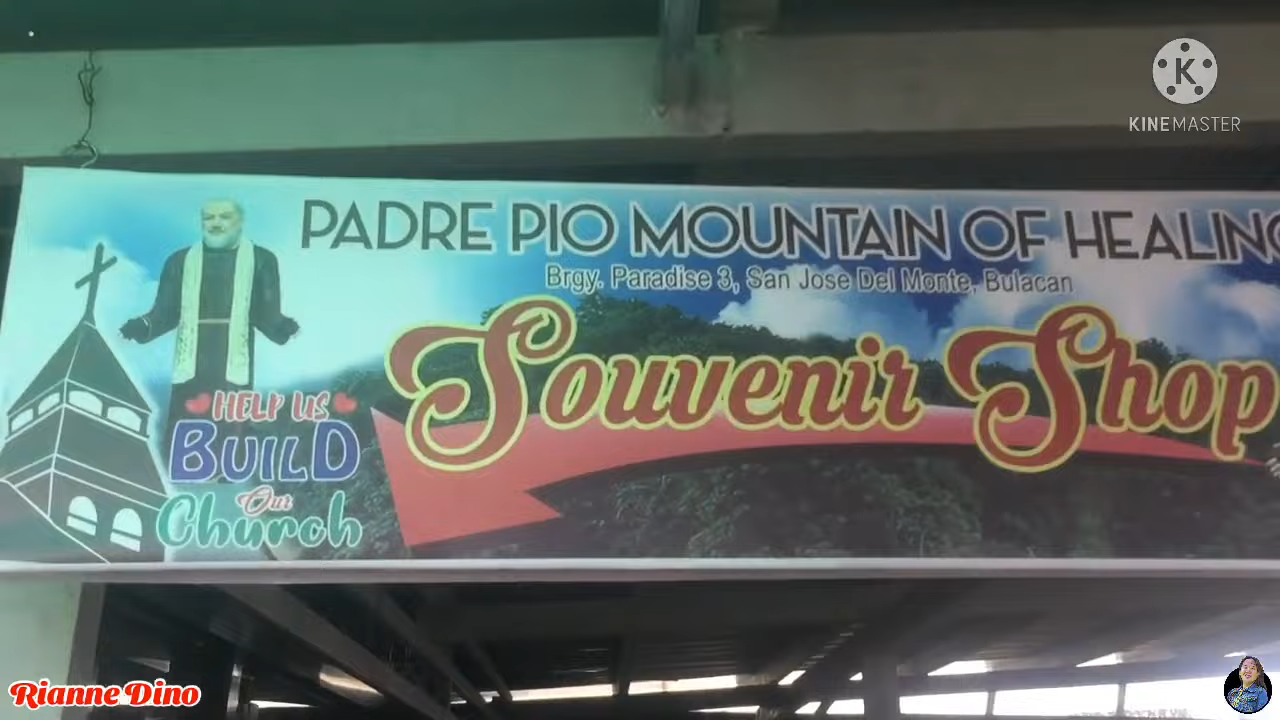 K
KINEMASTER
PADRE PIO MOUNTAIN OF HEALING
Brgy. Paradise 3, San Jose Del Monte, Bulacan
Souvenir Shop
HELP US
BUILD
Our
Church
Rianne Dino